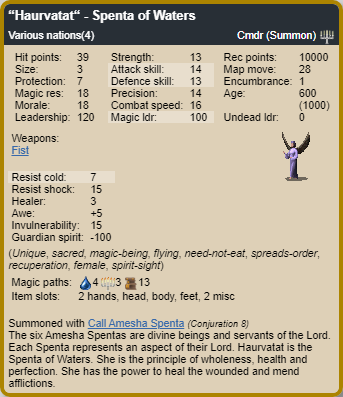 “Haurvatat“ - Spenta of Waters
Various nations(4) Cmdr (Summon)
Hit points: 39 Strength: 13 Rec points: 10000
Size: 3 Attack skill: 14 Map move: 28
Protection: 7 Defence skill: 13 Encumbrance: 1
Magic res: 18 Precision: 14 Age: 600
Morale: 18 Combat speed: 16 (1000)
Leadership: 120 Magic ldr: 100 Undead ldr: 0
Weapons:
Fist
Resist cold: 7
Resist shock: 15
Healer: 3
Awe: +5
Invulnerability: 15
Guardian spirit: -100
(Unique, sacred, magic-being, flying, need-not-eat, spreads-order,
recuperation, female, spirit-sight)
Magic paths: 4 3 13
Item slots: 2 hands, head, body, feet, 2 misc
Summoned with Call Amesha Spenta (Conjuration 8)
The six Amesha Spentas are divine beings and servants of the Lord.
Each Spenta represents an aspect of their Lord. Haurvatat is the
Spenta of Waters. She is the principle of wholeness, health and
perfection. She has the power to heal the wounded and mend
afflictions.